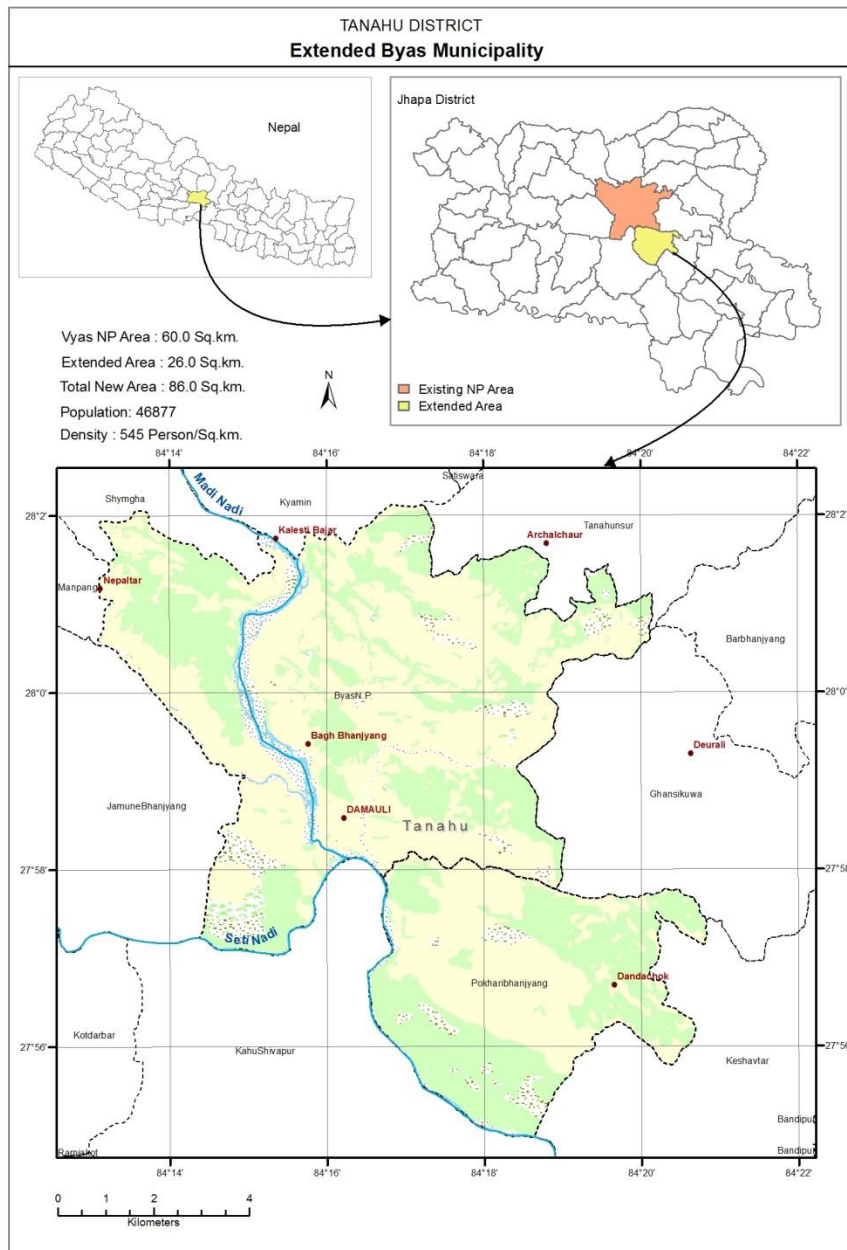 TANAHU DISTRICT
Extended Byas Municipality
Nepal
Jhapa District
Vyas NP Area : 60.0 Sq.km.
Extended Area : 26.0 Sq.km.
Total New Area : 86.0 Sq.km.
Population: 46877
Density : 545 Person/Sq.km.
N
Existing NP Area
Extended Area
84°14' 84°16' 84°18' 84°20' 84°22'
Satiswara
Madi Nadi
Shymgha
Kyamin
28°2' 28°2'
Tanahunsur
Kalesti Bajar
Archalchaur
Nepaltar
Manpang
Barbhanjyang
28°0' ByasN.P. 28°0'
Bagh Bhanjyang
Deurali
Ghansikuwa
JamuneBhanjyang
DAMAULI
Tanahu
27°58' 27°58'
Seti Nadi
Dandachok
Pokharibhanjyang
Kotdarbar
27°56' 27°56'
KahuShivapur
Keshavtar
Bandipur
Ramjakot
Bandipur
84°14' 84°16' 84°18' 84°20' 84°22'
0 1 2 4
Kilometers